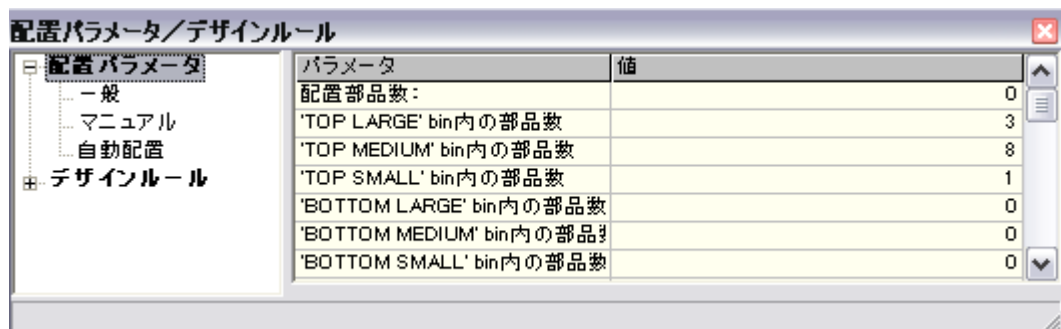 配置パラメータ／デザインルール
配置パラメータ
一般
マニュアル
自動配置
デザインルール
パラメータ 値
配置部品数： 0
'TOP LARGE' bin内の部品数 3
'TOP MEDIUM' bin内の部品数 8
'TOP SMALL' bin内の部品数 1
'BOTTOM LARGE' bin内の部品数 0
'BOTTOM MEDIUM' bin内の部品 0
'BOTTOM SMALL' bin内の部品数 0